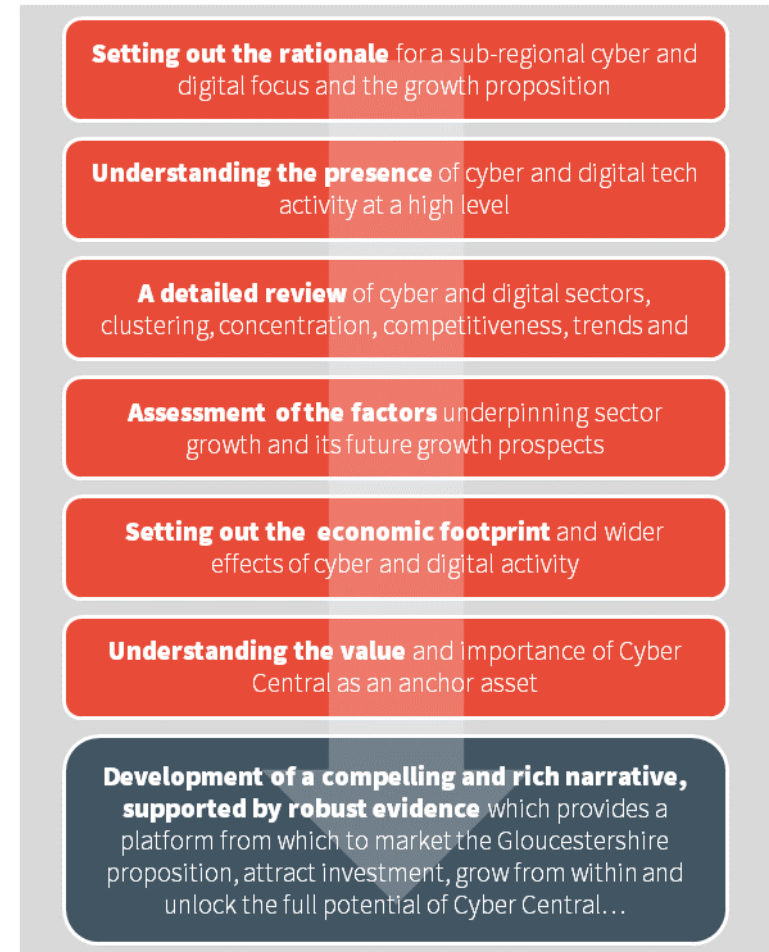 Setting out the rationale for a sub-regional cyber and
digital focus and the growth proposition
Understanding the presence of cyber and digital tech
activity at a high level
A detailed review of cyber and digital sectors,
clustering, concentration, competitiveness, trends and
Assessment of the factors underpinning sector
growth and its future growth prospects
Setting out the economic footprint and wider
effects of cyber and digital activity
Understanding the value and importance of Cyber
Central as an anchor asset
Development of a compelling and rich narrative,
supported by robust evidence which provides a
platform from which to market the Gloucestershire
proposition, attract investment, grow from within and
unlock the full potential of Cyber Central...